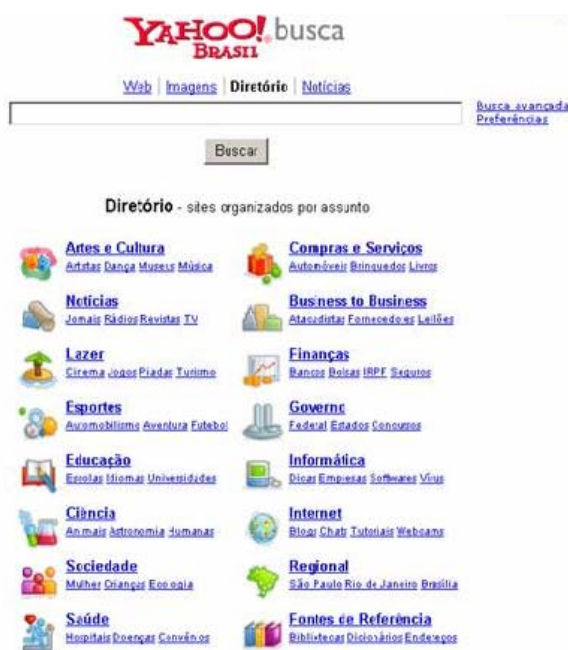 YAHOO! busca
BRASIL
Web | Imagens | Diretório | Notícias
Busca avançada
Preferências
Buscar
Diretório - sites organizados por assunto
Artes e Cultura
Artistas Dança Museus Música
Compras e Serviços
Automóveis Brinquedos Livros
Notícias
Jornais Rádios Revistas TV
Business to Business
Atacadistas Fornecedores Leilões
Lazer
Cinema Jogos Piadas Turismo
Finanças
Bancos Bolsas IRPF Seguros
Esportes
Automobilismo Aventura Futebol
Governo
Federal Estados Concursos
Educação
Escolas Idiomas Universidades
Informática
Dicas Empresas Softwares Vírus
Ciência
Animais Astronomia Humanas
Internet
Blogs Chats Tutoriais Webcams
Sociedade
Mulher Crianças Ecologia
Regional
São Paulo Rio de Janeiro Brasília
Saúde
Hospitais Doenças Convênios
Fontes de Referência
Bibliotecas Dicionários Endereços